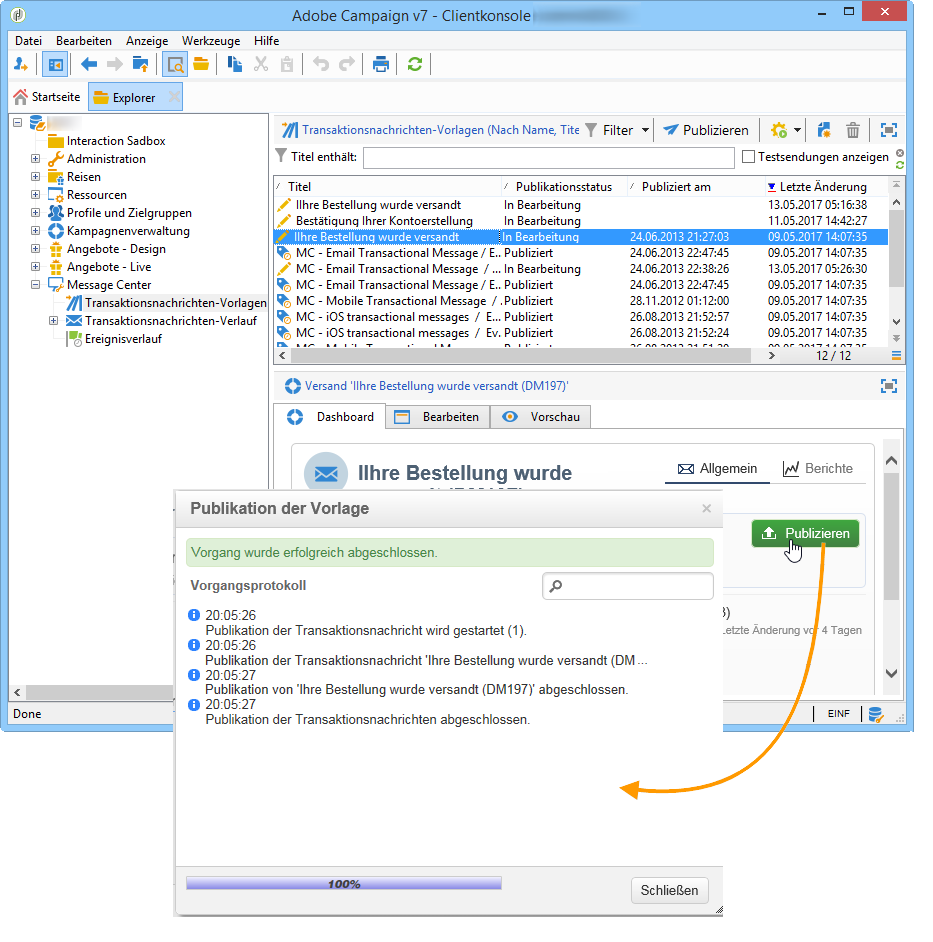 Adobe Campaign v7 - Clientkonsole
Datei Bearbeiten Anzeige Werkzeuge Hilfe
Startseite Explorer
Interaction Sadbox
Administration
Reisen
Ressourcen
Profile und Zielgruppen
Kampagnenverwaltung
Angebote - Design
Angebote - Live
Message Center
Transaktionsnachrichten-Vorlagen
Transaktionsnachrichten-Verlauf
Ereignisverlauf
Transaktionsnachrichten-Vorlagen (Nach Name, Tite Filter Publizieren
Titel enthält: Testsendungen anzeigen
Titel Publikationsstatus Publiziert am Letzte Änderung
IIhre Bestellung wurde versandt In Bearbeitung 13.05.2017 05:16:38
Bestätigung Ihrer Kontoerstellung In Bearbeitung 11.05.2017 14:42:27
IIhre Bestellung wurde versandt In Bearbeitung 24.06.2013 21:27:03 09.05.2017 14:07:35
MC - Email Transactional Message / E.. Publiziert 24.06.2013 22:47:45 09.05.2017 14:07:35
MC - Email Transactional Message / ... In Bearbeitung 24.06.2013 22:38:26 13.05.2017 05:26:30
MC - Email Transactional Message / E.. Publiziert 24.06.2013 22:47:45 09.05.2017 14:07:35
MC - Mobile Transactional Message / . Publiziert 28.11.2012 01:12:00 09.05.2017 14:07:35
MC - iOS transactional messages / Ev.. Publiziert 26.08.2013 21:52:57 09.05.2017 14:07:35
MC - iOS transactional messages / E... Publiziert 26.08.2013 21:52:24 09.05.2017 14:07:35
12 / 12
Versand 'IIhre Bestellung wurde versandt (DM197)'
Dashboard Bearbeiten Vorschau
IIhre Bestellung wurde
Allgemein Berichte
Publizieren
Letzte Änderung vor 4 Tagen
Publikation der Vorlage
Vorgang wurde erfolgreich abgeschlossen.
Vorgangsprotokoll
20:05:26
Publikation der Transaktionsnachricht wird gestartet (1).
20:05:26
Publikation der Transaktionsnachricht 'Ihre Bestellung wurde versandt (DM ...
20:05:27
Publikation von 'Ihre Bestellung wurde versandt (DM197)' abgeschlossen.
20:05:27
Publikation der Transaktionsnachrichten abgeschlossen.
100%
Schließen
Done EINF